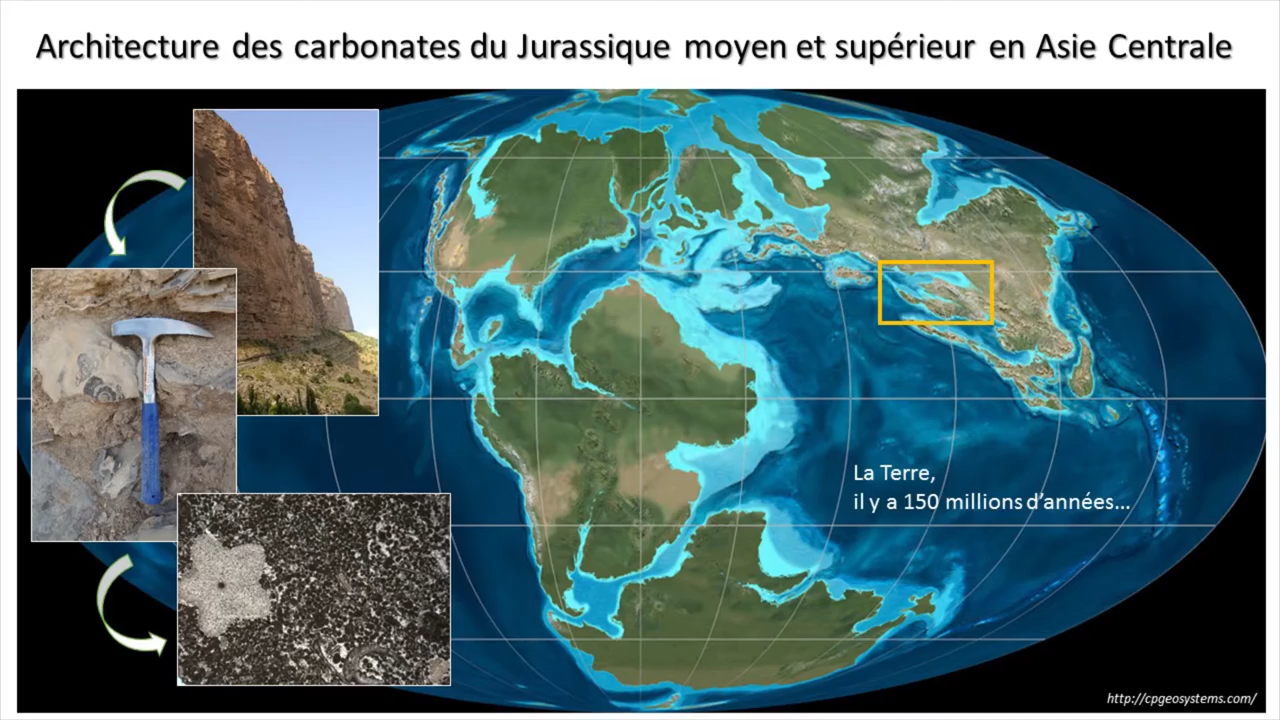 Architecture des carbonates du Jurassique moyen et supérieur en Asie Centrale
La Terre,
il y a 150 millions d’années…
http://cpgeosystems.com/